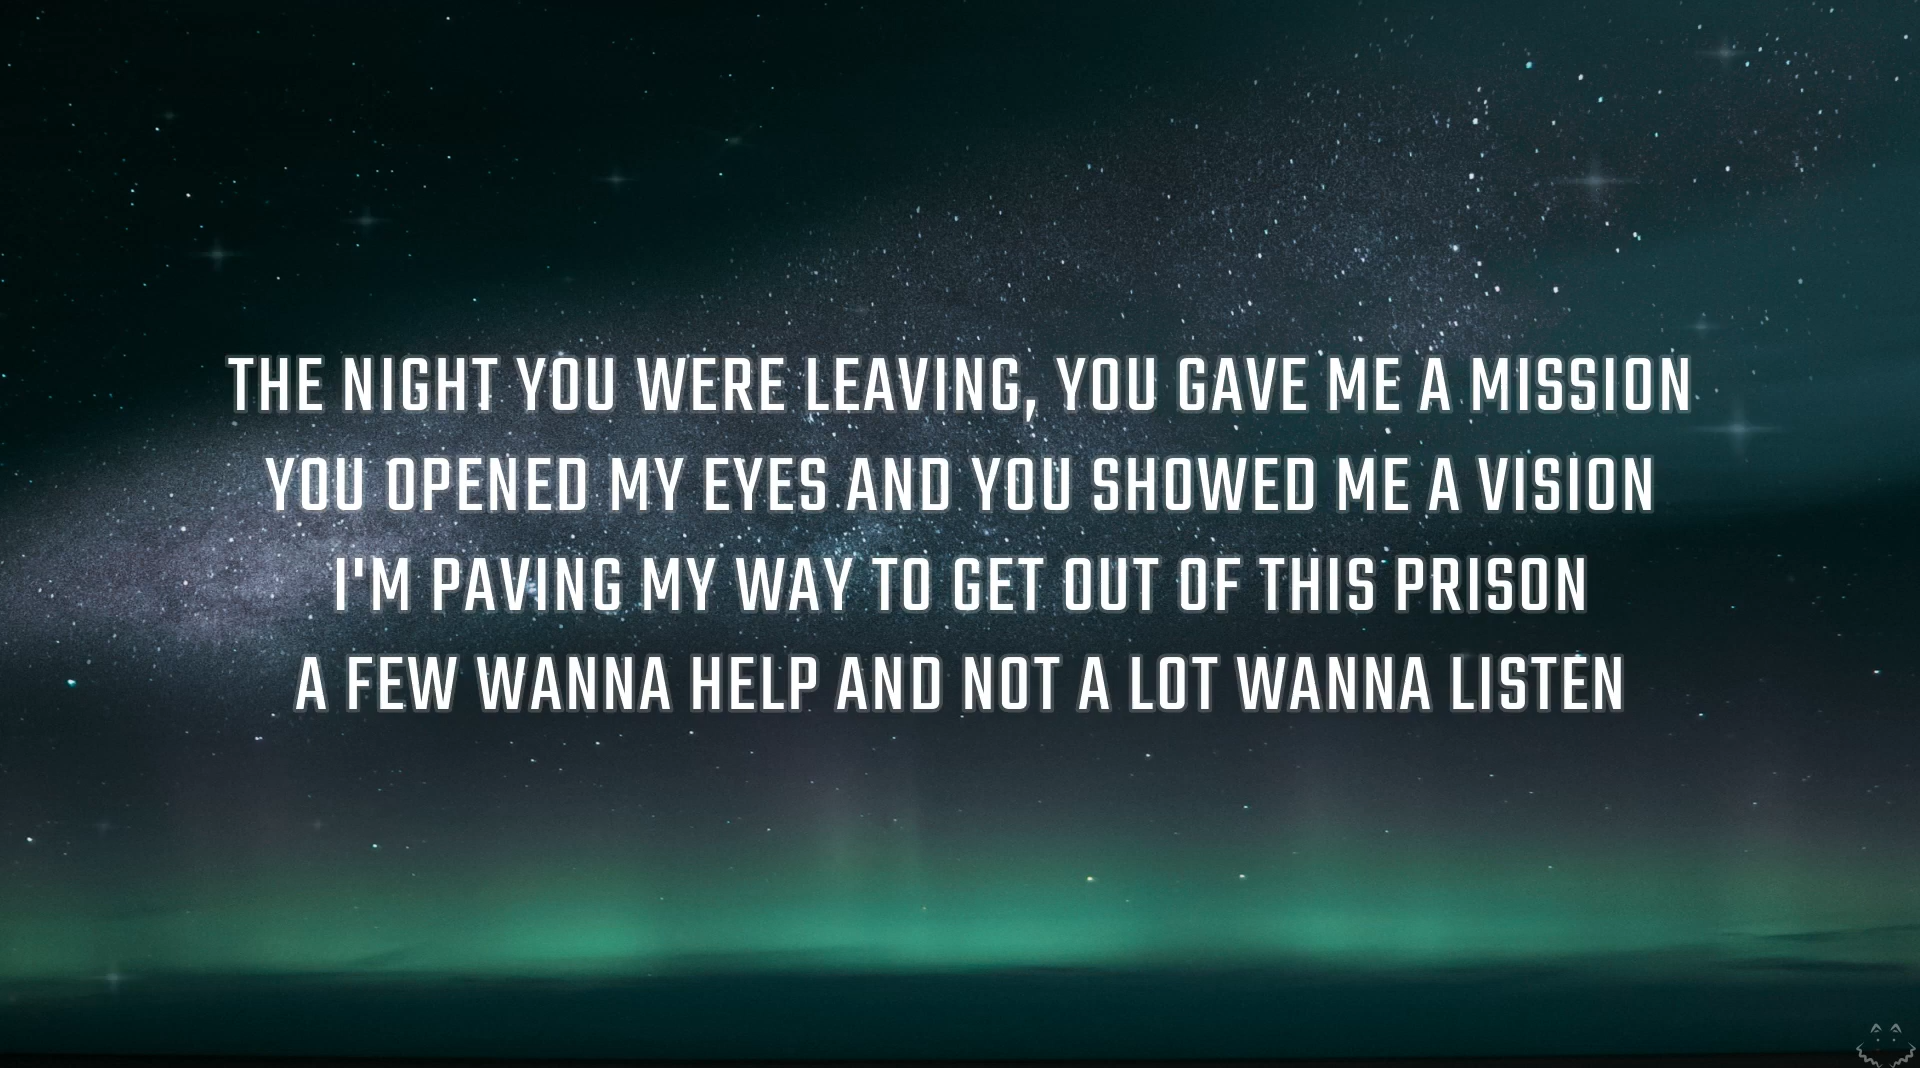 THE NIGHT YOU WERE LEAVING, YOU GAVE ME A MISSION
YOU OPENED MY EYES AND YOU SHOWED ME A VISION
I'M PAVING MY WAY TO GET OUT OF THIS PRISON
A FEW WANNA HELP AND NOT A LOT WANNA LISTEN